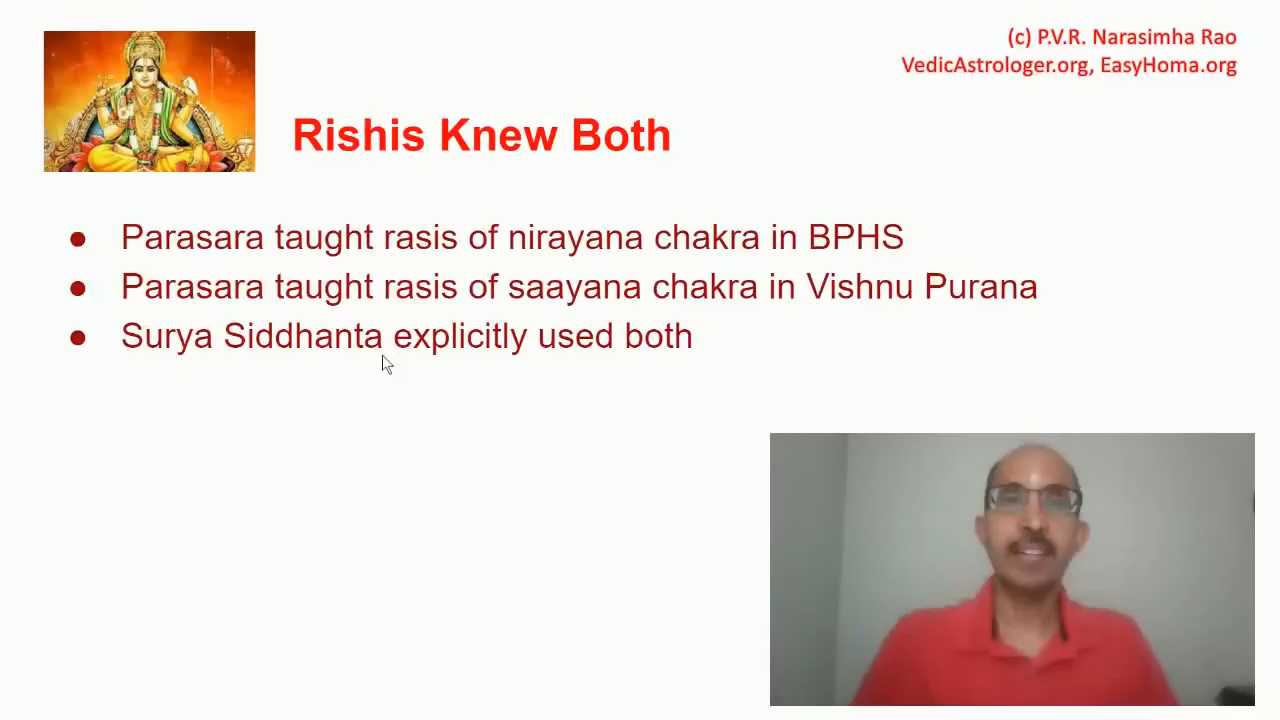 (c) P.V.R. Narasimha Rao
VedicAstrologer.org, EasyHoma.org
Rishis Knew Both
● Parasara taught rasis of nirayana chakra in BPHS
● Parasara taught rasis of saayana chakra in Vishnu Purana
● Surya Siddhanta explicitly used both